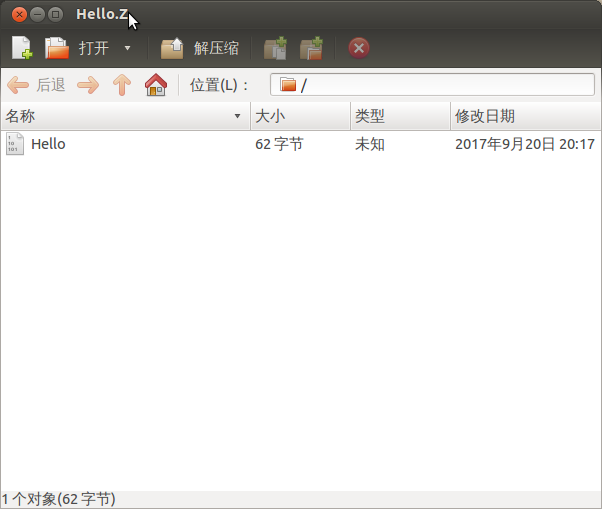 Hello.Z
打开 解压缩
后退 位置(L)： /
名称 大小 类型 修改日期
Hello 62 字节 未知 2017年9月20日 20:17
1 个对象(62 字节)